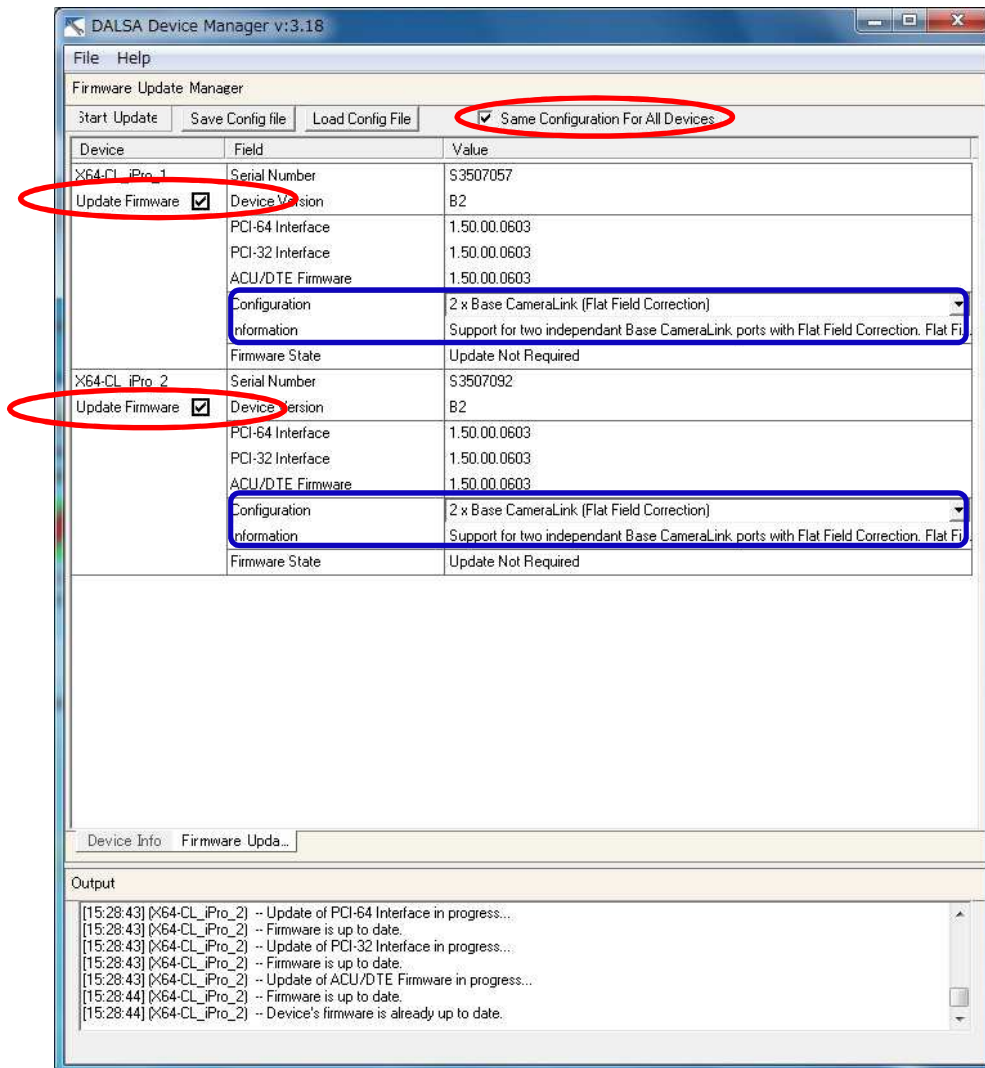 DALSA Device Manager v:3.18
File Help
Firmware Update Manager
Start Update Save Config file Load Config File Same Configuration For All Devices
Device Field Value
X64-CL_iPro_1 Serial Number S3507057
Update Firmware Device Version B2
PCI-64 Interface 1.50.00.0603
PCI-32 Interface 1.50.00.0603
ACU/DTE Firmware 1.50.00.0603
Configuration 2 x Base CameraLink (Flat Field Correction)
Information Support for two independant Base CameraLink ports with Flat Field Correction. Flat Fi...
Firmware State Update Not Required
X64-CL_iPro_2 Serial Number S3507092
Update Firmware Device Version B2
PCI-64 Interface 1.50.00.0603
PCI-32 Interface 1.50.00.0603
ACU/DTE Firmware 1.50.00.0603
Configuration 2 x Base CameraLink (Flat Field Correction)
Information Support for two independant Base CameraLink ports with Flat Field Correction. Flat Fi...
Firmware State Update Not Required
Device Info Firmware Upda...
Output
[15:28:43] (X64-CL_iPro_2) -- Update of PCI-64 Interface in progress...
[15:28:43] (X64-CL_iPro_2) -- Firmware is up to date.
[15:28:43] (X64-CL_iPro_2) -- Update of PCI-32 Interface in progress...
[15:28:43] (X64-CL_iPro_2) -- Firmware is up to date.
[15:28:43] (X64-CL_iPro_2) -- Update of ACU/DTE Firmware in progress...
[15:28:44] (X64-CL_iPro_2) -- Firmware is up to date.
[15:28:44] (X64-CL_iPro_2) -- Device's firmware is already up to date.